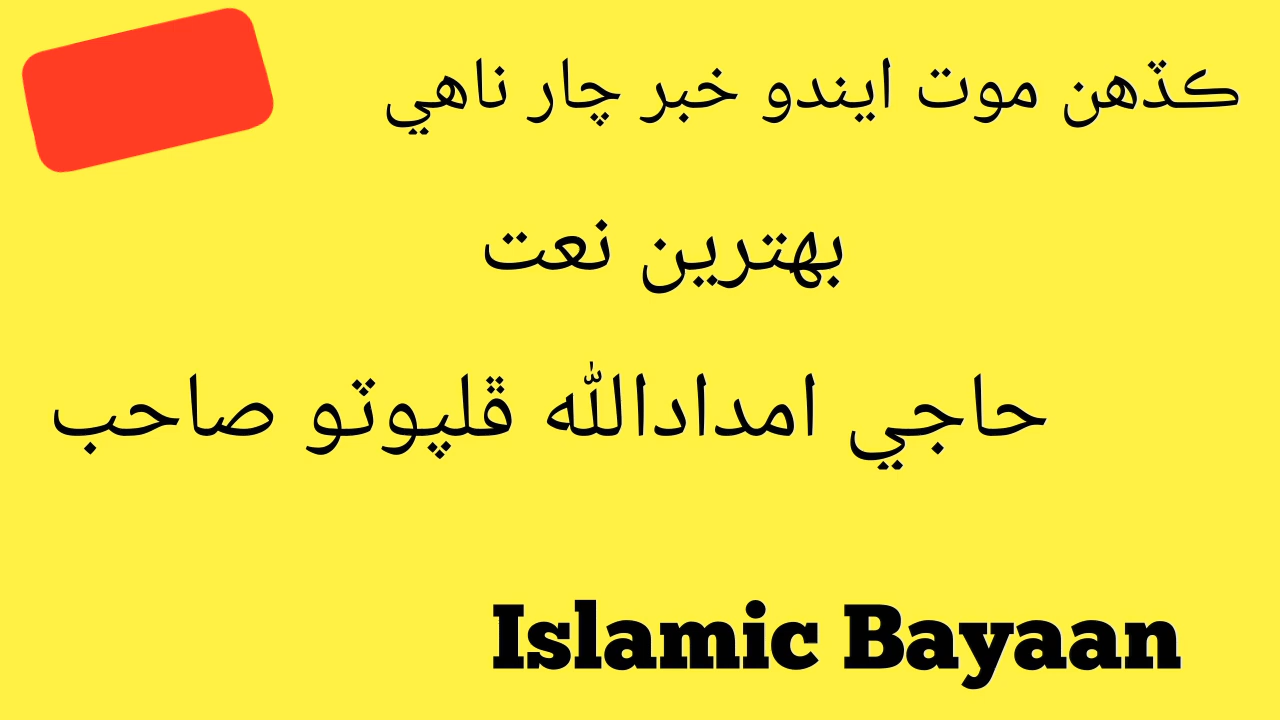 ڪڏهن موت ايندو خبر چار ناهي
بهترين نعت
حاجي امدادالله ڦلپوٽو صاحب
Islamic Bayaan